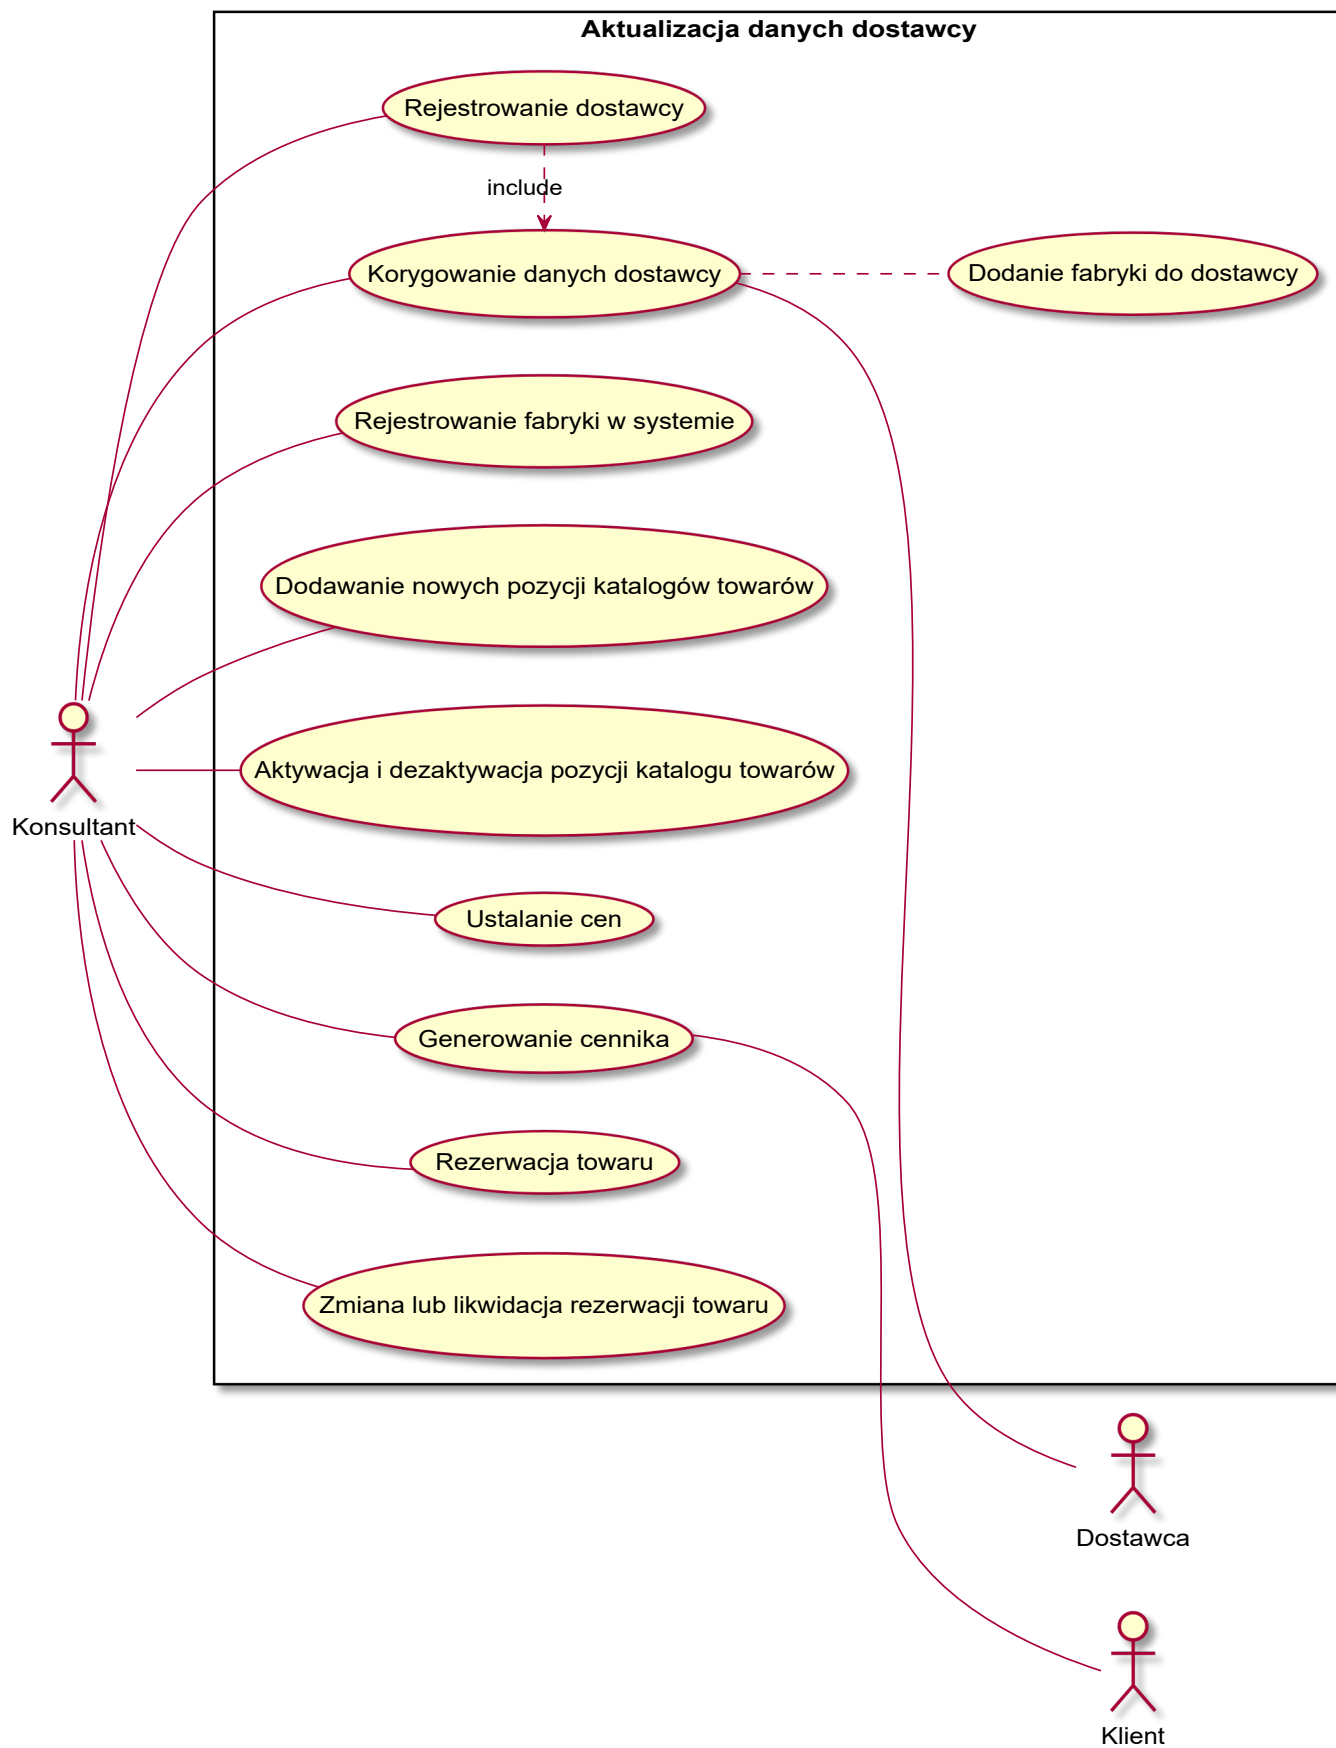 Aktualizacja danych dostawcy
Rejestrowanie dostawcy
include
Korygowanie danych dostawcy
Dodanie fabryki do dostawcy
Rejestrowanie fabryki w systemie
Dodawanie nowych pozycji katalogów towarów
Aktywacja i dezaktywacja pozycji katalogu towarów
Konsultant
Ustalanie cen
Generowanie cennika
Rezerwacja towaru
Zmiana lub likwidacja rezerwacji towaru
Dostawca
Klient